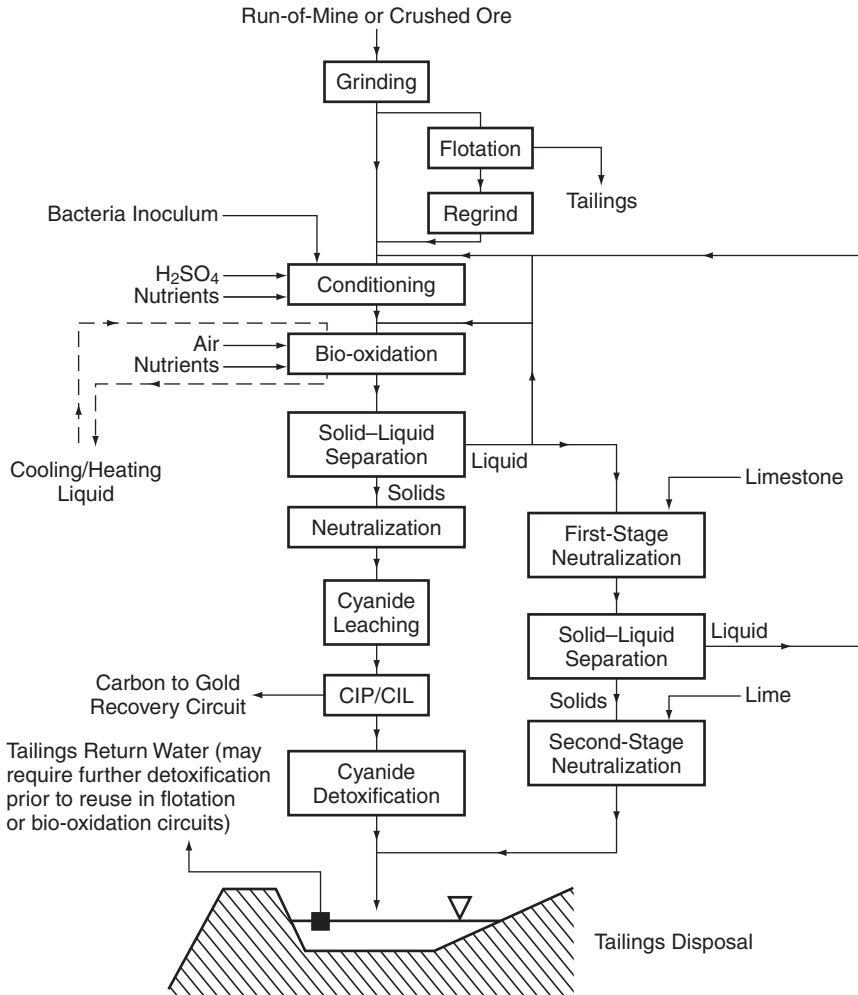 Run-of-Mine or Crushed Ore
Grinding
Flotation
Tailings
Regrind
Bacteria Inoculum
H₂SO₄
Nutrients
Conditioning
Air
Nutrients
Bio-oxidation
Solid–Liquid
Separation
Liquid
Cooling/Heating
Liquid
Solids
Limestone
Neutralization
First-Stage
Neutralization
Cyanide
Leaching
Solid–Liquid
Separation
Liquid
Carbon to Gold
Recovery Circuit
CIP/CIL
Solids
Lime
Tailings Return Water (may
require further detoxification
prior to reuse in flotation
or bio-oxidation circuits)
Cyanide
Detoxification
Second-Stage
Neutralization
Tailings Disposal